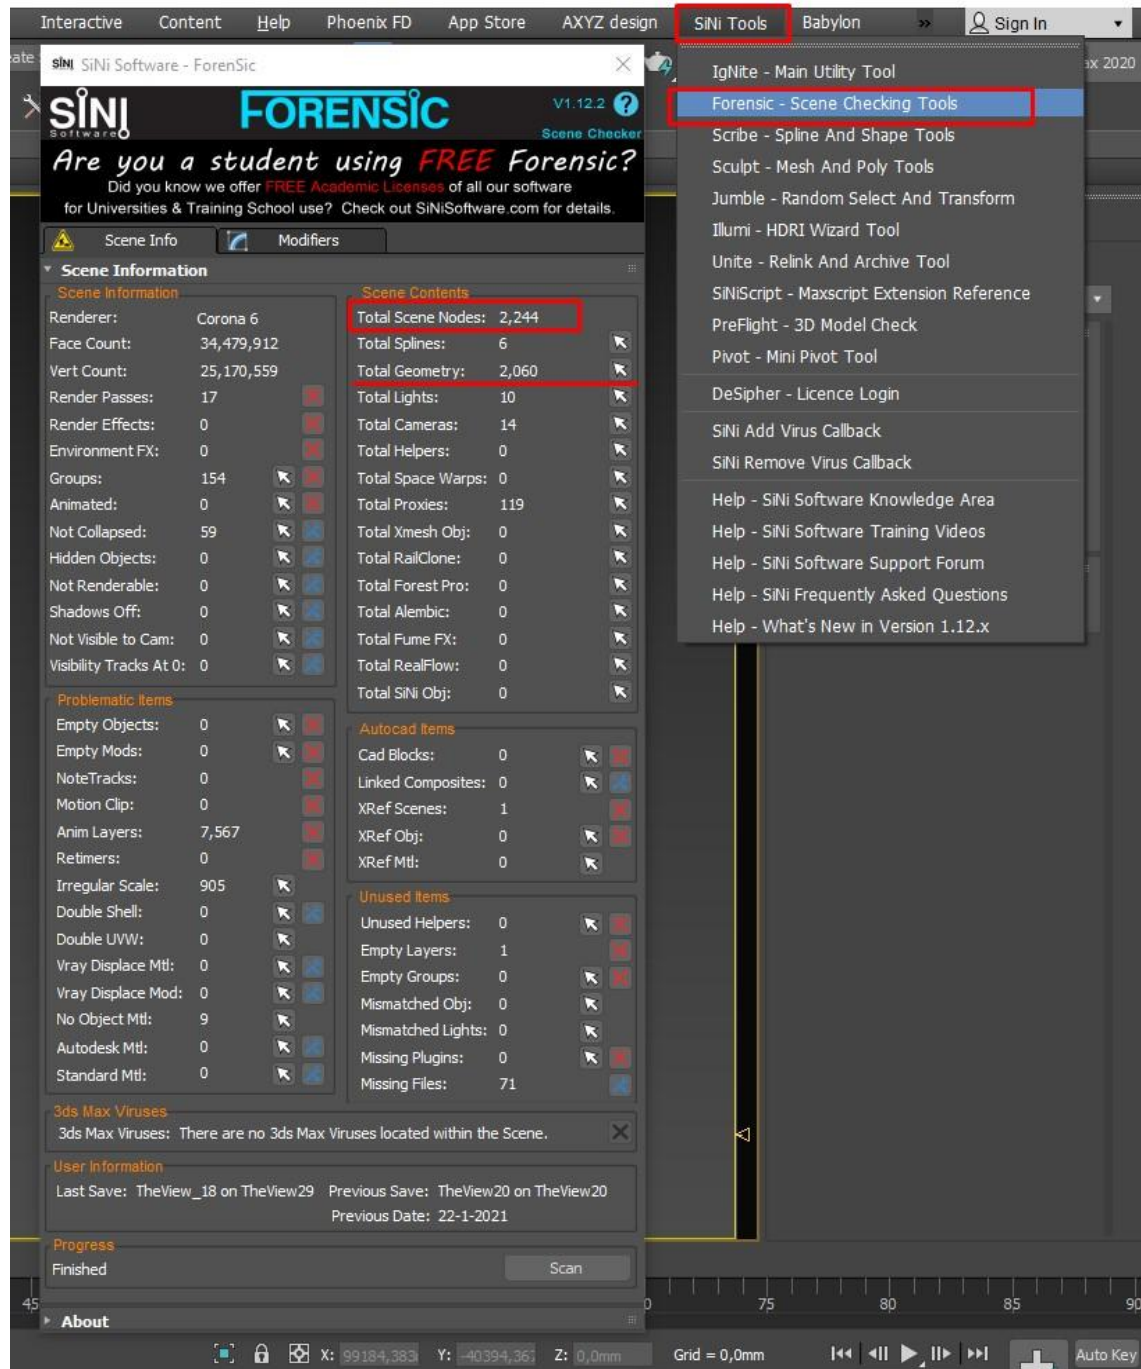 Interactive Content Help Phoenix FD App Store AXYZ design SiNi Tools Babylon » Sign In
SiNi SiNi Software - ForenSic
ax 2020
SiNi Software
FORENSiC
V1.12.2 ?
Scene Checker
Are you a student using FREE Forensic?
Did you know we offer FREE Academic Licenses of all our software
for Universities & Training School use? Check out SiNiSoftware.com for details.
Scene Info Modifiers
Scene Information
Scene Information
Renderer: Corona 6
Face Count: 34,479,912
Vert Count: 25,170,559
Render Passes: 17
Render Effects: 0
Environment FX: 0
Groups: 154
Animated: 0
Not Collapsed: 59
Hidden Objects: 0
Not Renderable: 0
Shadows Off: 0
Not Visible to Cam: 0
Visibility Tracks At 0: 0
Problematic Items
Empty Objects: 0
Empty Mods: 0
NoteTracks: 0
Motion Clip: 0
Anim Layers: 7,567
Retimers: 0
Irregular Scale: 905
Double Shell: 0
Double UVW: 0
Vray Displace Mtl: 0
Vray Displace Mod: 0
No Object Mtl: 9
Autodesk Mtl: 0
Standard Mtl: 0
Scene Contents
Total Scene Nodes: 2,244
Total Splines: 6
Total Geometry: 2,060
Total Lights: 10
Total Cameras: 14
Total Helpers: 0
Total Space Warps: 0
Total Proxies: 119
Total Xmesh Obj: 0
Total RailClone: 0
Total Forest Pro: 0
Total Alembic: 0
Total Fume FX: 0
Total RealFlow: 0
Total SiNi Obj: 0
Autocad Items
Cad Blocks: 0
Linked Composites: 0
XRef Scenes: 1
XRef Obj: 0
XRef Mtl: 0
Unused Items
Unused Helpers: 0
Empty Layers: 1
Empty Groups: 0
Mismatched Obj: 0
Mismatched Lights: 0
Missing Plugins: 0
Missing Files: 71
3ds Max Viruses
3ds Max Viruses: There are no 3ds Max Viruses located within the Scene.
User Information
Last Save: TheView_18 on TheView29 Previous Save: TheView20 on TheView20
Previous Date: 22-1-2021
Progress
Finished Scan
About
IgNite - Main Utility Tool
Forensic - Scene Checking Tools
Scribe - Spline And Shape Tools
Sculpt - Mesh And Poly Tools
Jumble - Random Select And Transform
Illumi - HDRI Wizard Tool
Unite - Relink And Archive Tool
SiNiScript - Maxscript Extension Reference
PreFlight - 3D Model Check
Pivot - Mini Pivot Tool
DeSipher - Licence Login
SiNi Add Virus Callback
SiNi Remove Virus Callback
Help - SiNi Software Knowledge Area
Help - SiNi Software Training Videos
Help - SiNi Software Support Forum
Help - SiNi Frequently Asked Questions
Help - What's New in Version 1.12.x
45 75 80 85 90
X: 99184,383 Y: -40394,367 Z: 0,0mm Grid = 0,0mm Auto Key